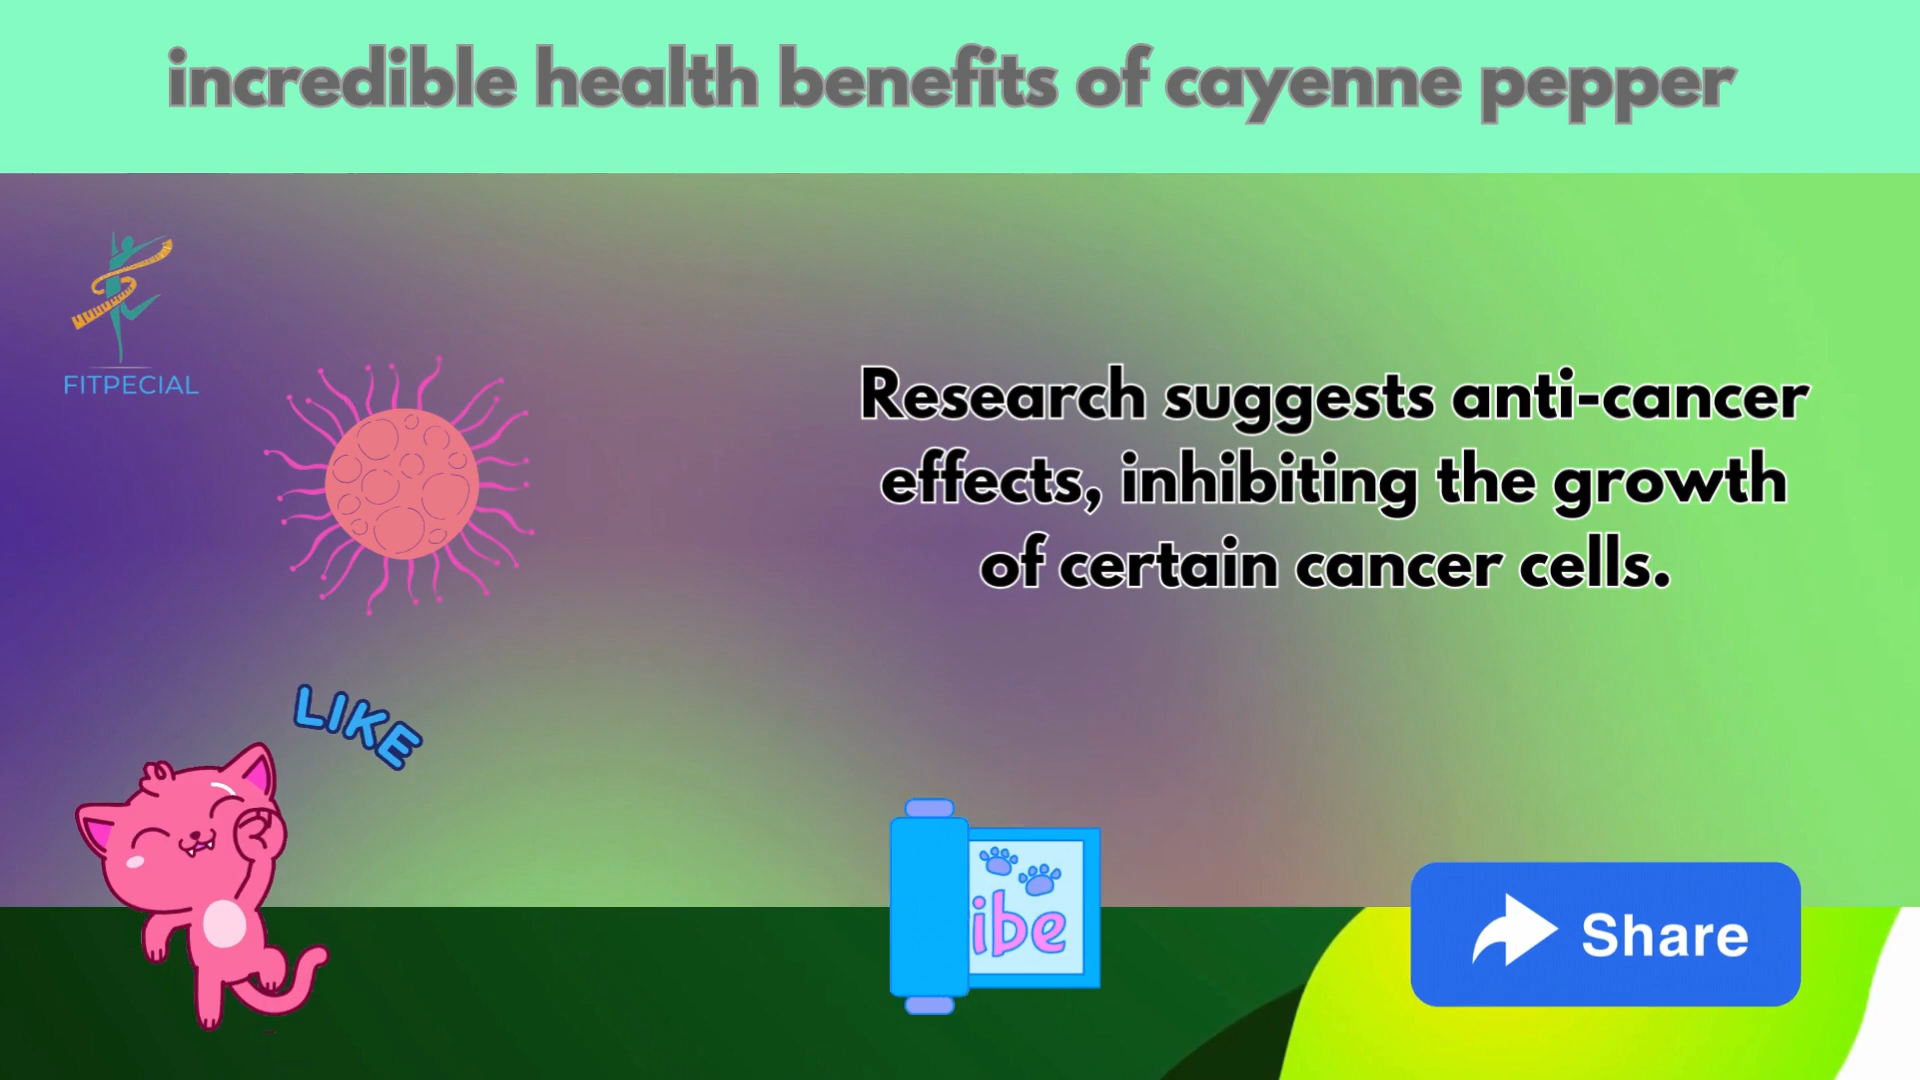 incredible health benefits of cayenne pepper
FITPECIAL
Research suggests anti-cancer
effects, inhibiting the growth
of certain cancer cells.
LIKE
ibe
Share